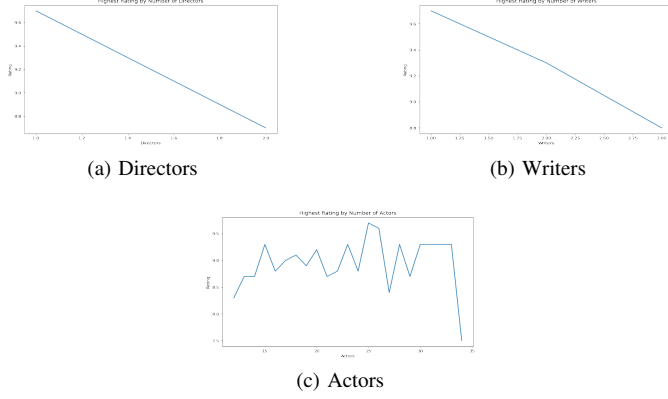 Highest Rating by Number of Directors
9.6
9.4
9.2
9.0
8.8
Rating
1.0 1.2 1.4 1.6 1.8 2.0
Directors
(a) Directors
Highest Rating by Number of Writers
9.6
9.4
9.2
9.0
8.8
Rating
1.00 1.25 1.50 1.75 2.00 2.25 2.50 2.75 3.00
Writers
(b) Writers
Highest Rating by Number of Actors
9.5
9.0
8.5
8.0
7.5
Rating
15 20 25 30 35
Actors
(c) Actors